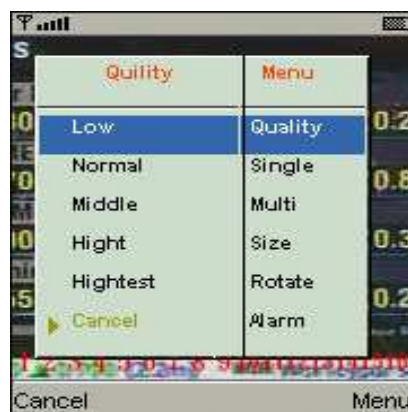 S
Quility Menu
Low Quality
Normal Single
Middle Multi
Hight Size
Hightest Rotate
Cancel Alarm
Cancel Menu